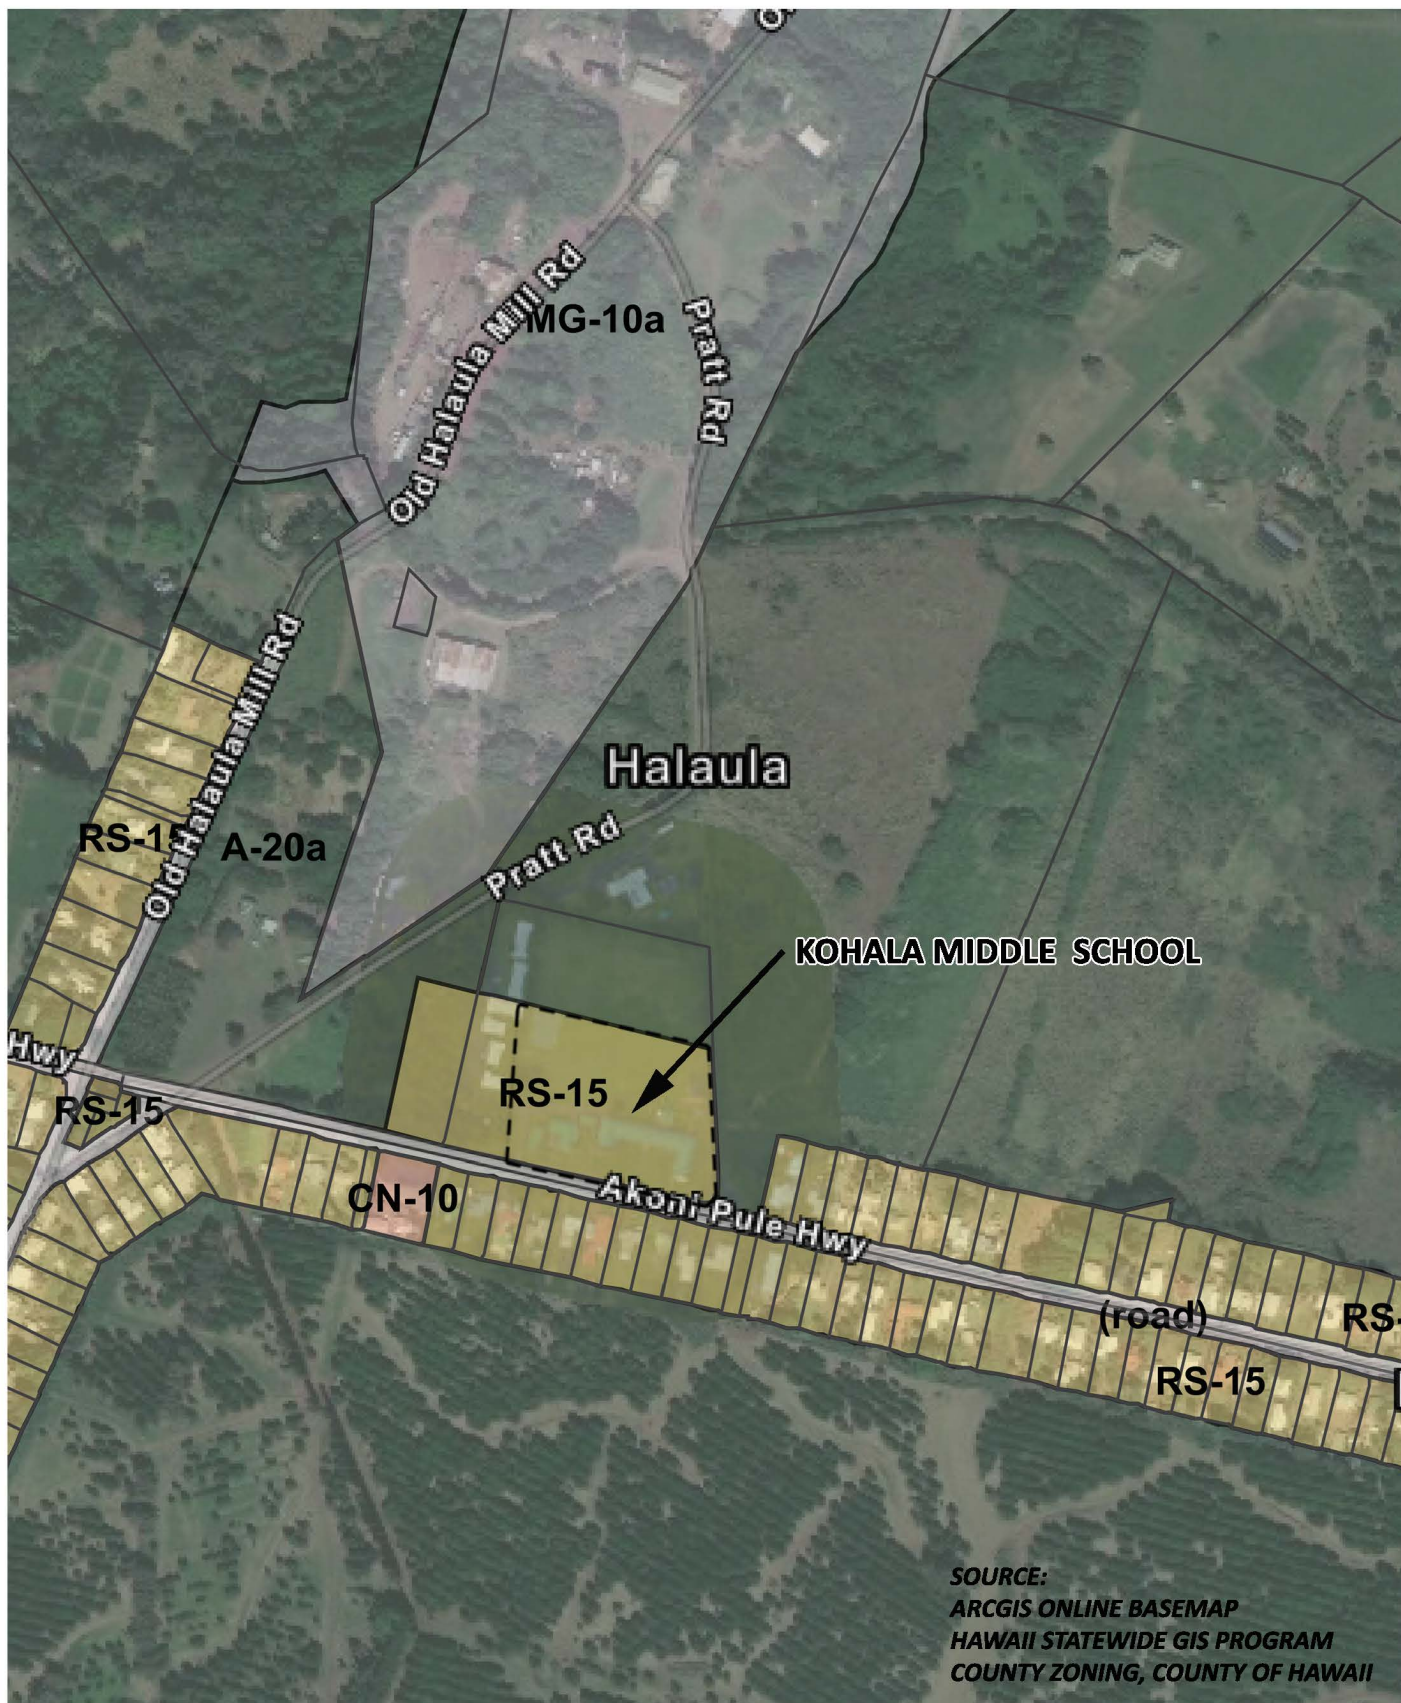 Old Halaula Mill Rd
MG-10a
Pratt Rd
Old Halaula Mill Rd
Halaula
RS-15
A-20a
Pratt Rd
KOHALA MIDDLE SCHOOL
Hwy
RS-15
RS-15
CN-10
Akoni Pule Hwy
(road)
RS-
RS-15
SOURCE:
ARCGIS ONLINE BASEMAP
HAWAII STATEWIDE GIS PROGRAM
COUNTY ZONING, COUNTY OF HAWAII